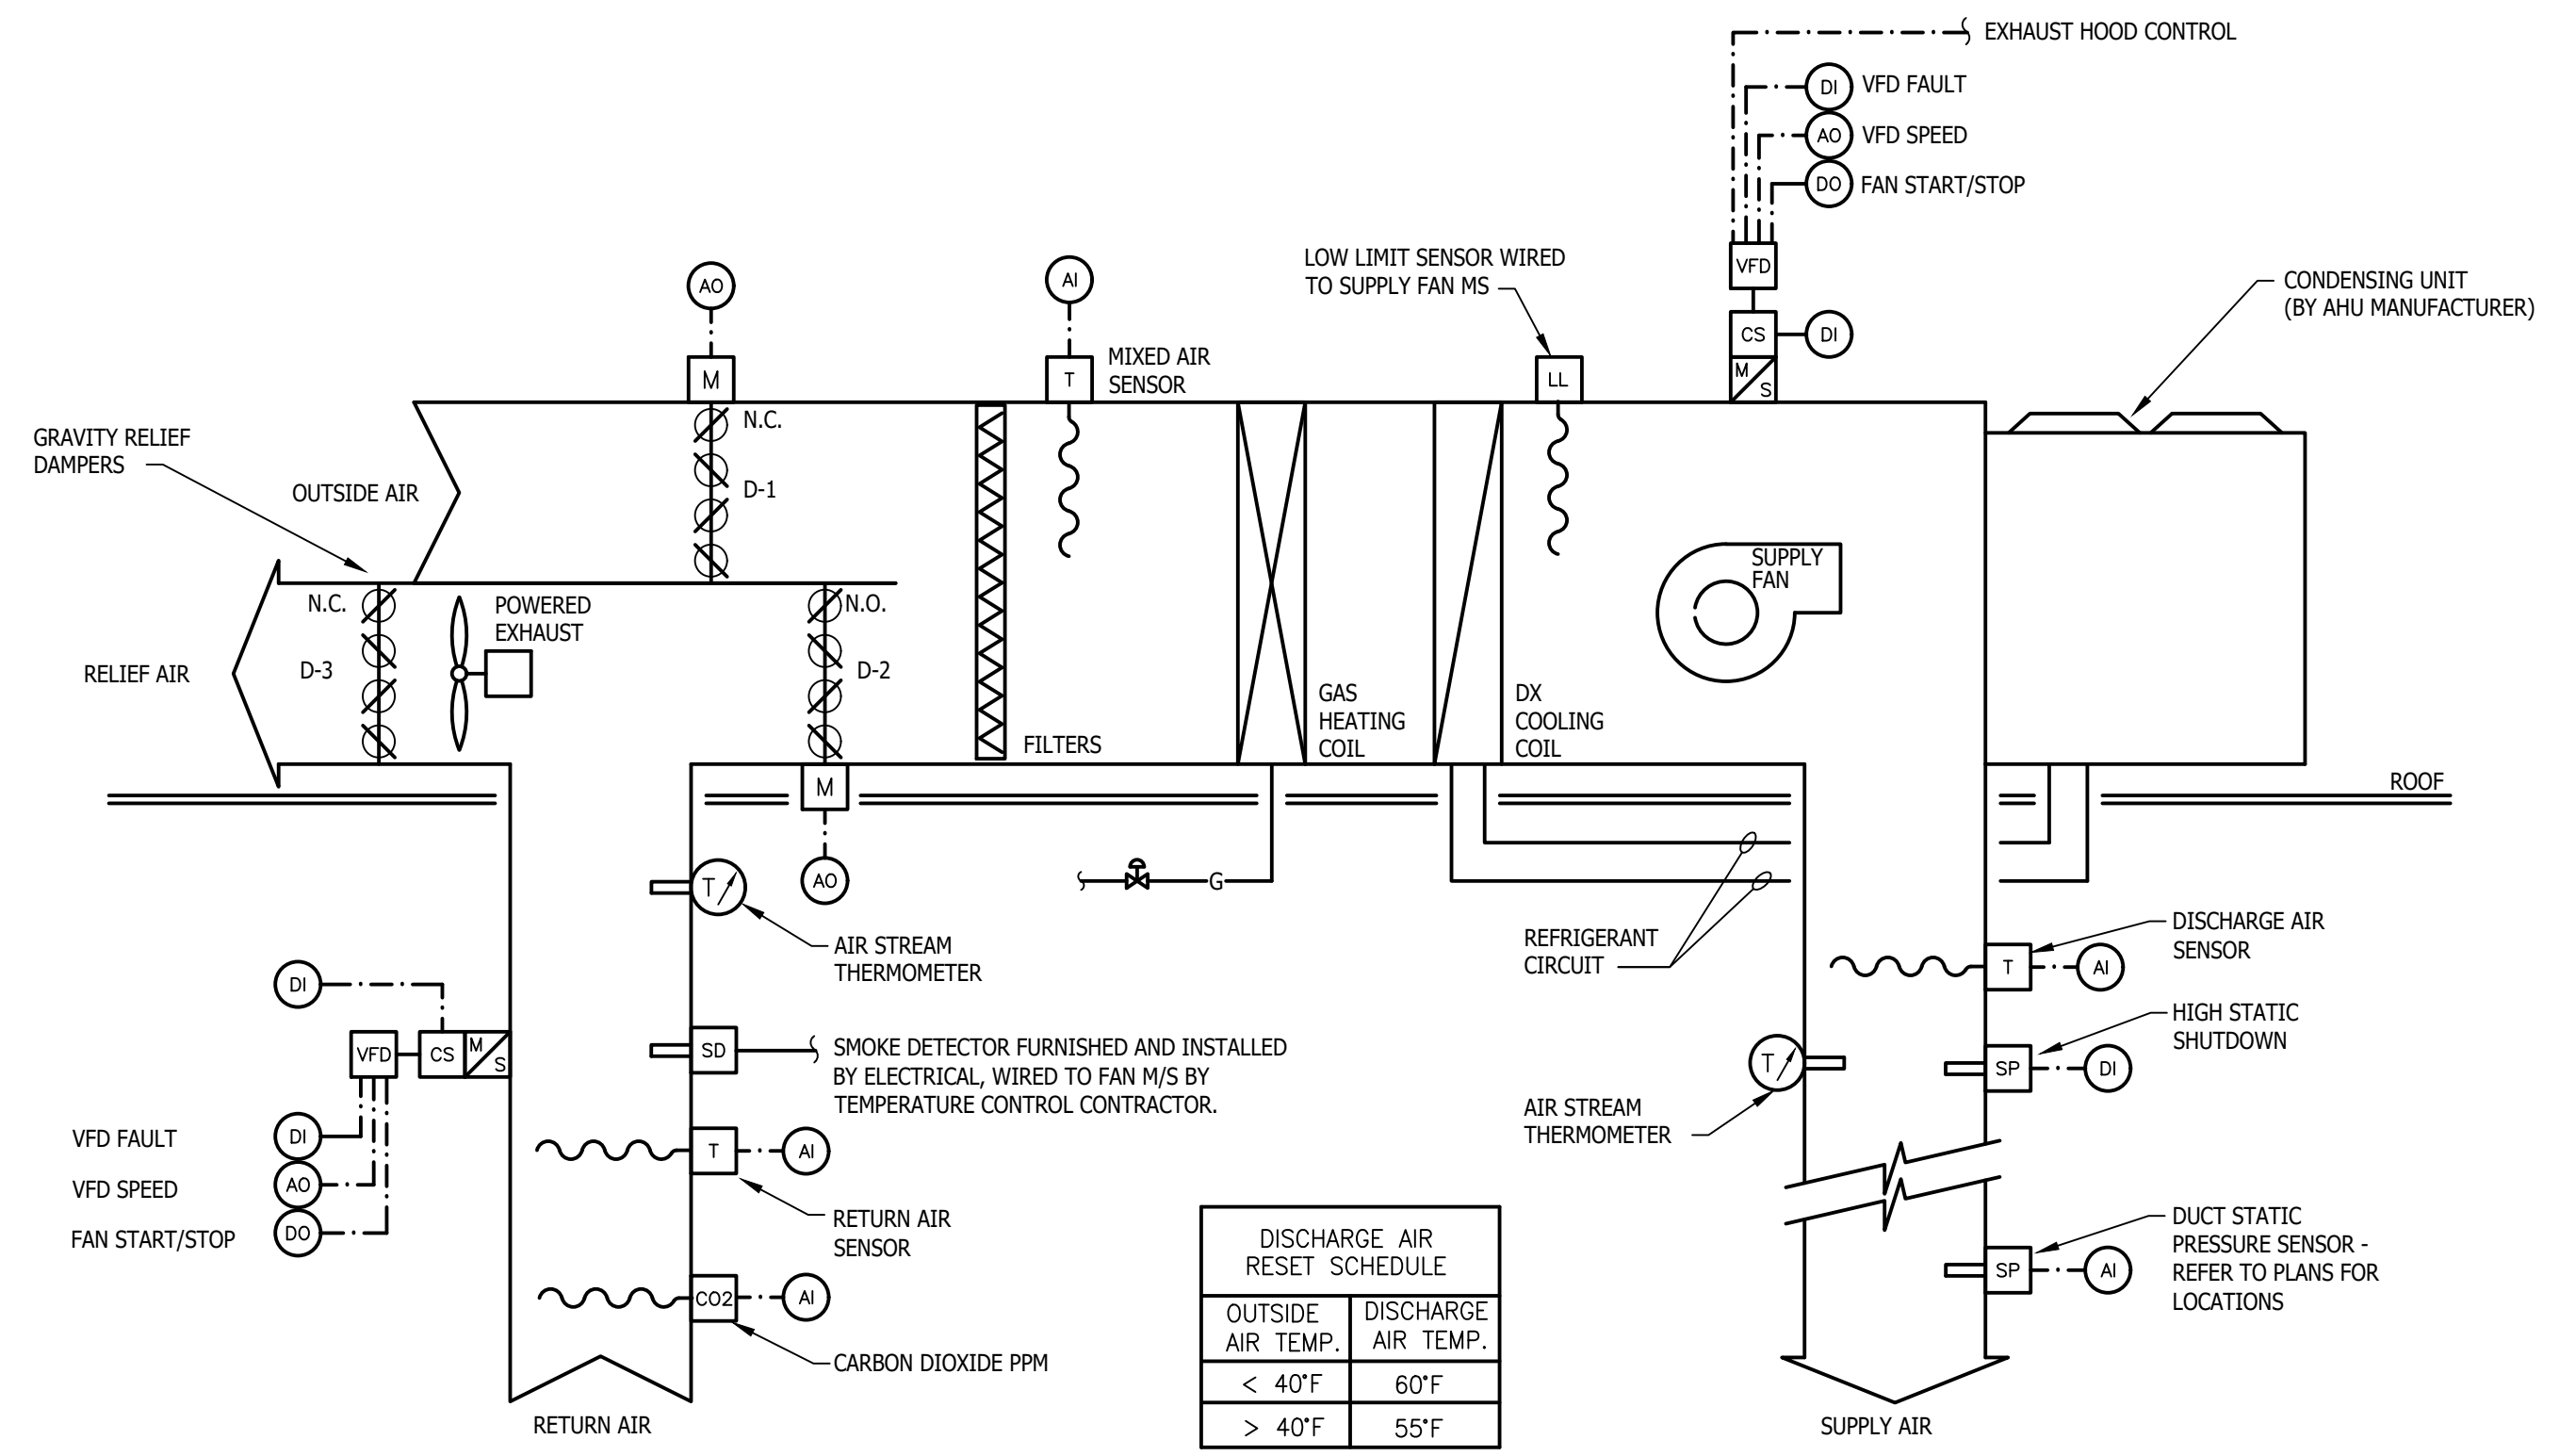 EXHAUST HOOD CONTROL
DI VFD FAULT
AO VFD SPEED
DO FAN START/STOP
VFD
CS DI
M
S
CONDENSING UNIT
(BY AHU MANUFACTURER)
LOW LIMIT SENSOR WIRED
TO SUPPLY FAN MS
LL
AI
T
MIXED AIR
SENSOR
AO
M
N.C.
D-1
GRAVITY RELIEF
DAMPERS
OUTSIDE AIR
N.C.
D-3
RELIEF AIR
POWERED
EXHAUST
N.O.
D-2
M
AO
FILTERS
GAS
HEATING
COIL
DX
COOLING
COIL
SUPPLY
FAN
ROOF
G
REFRIGERANT
CIRCUIT
T
AIR STREAM
THERMOMETER
DI
VFD CS M
S
VFD FAULT DI
VFD SPEED AO
FAN START/STOP DO
SD
SMOKE DETECTOR FURNISHED AND INSTALLED
BY ELECTRICAL, WIRED TO FAN M/S BY
TEMPERATURE CONTROL CONTRACTOR.
T AI
RETURN AIR
SENSOR
CO2 AI
CARBON DIOXIDE PPM
RETURN AIR
DISCHARGE AIR
RESET SCHEDULE
OUTSIDE
AIR TEMP.
DISCHARGE
AIR TEMP.
< 40°F 60°F
> 40°F 55°F
DISCHARGE AIR
SENSOR
T AI
HIGH STATIC
SHUTDOWN
SP DI
T
AIR STREAM
THERMOMETER
DUCT STATIC
PRESSURE SENSOR -
REFER TO PLANS FOR
LOCATIONS
SP AI
SUPPLY AIR